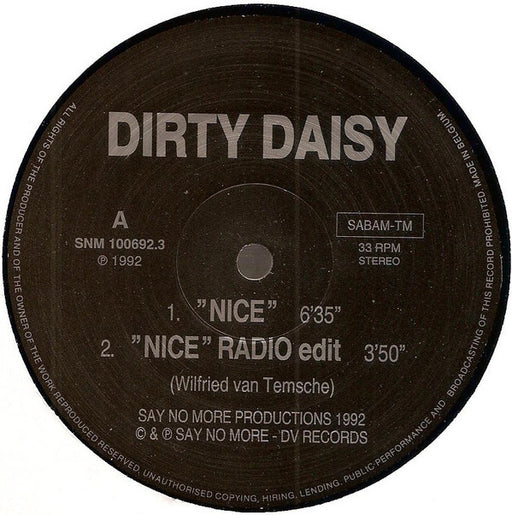 DIRTY DAISY
A
SNM 100692.3
℗ 1992
SABAM-TM
33 RPM
STEREO
1. "NICE" 6'35"
2. "NICE" RADIO edit 3'50"
(Wilfried van Temsche)
SAY NO MORE PRODUCTIONS 1992
© & ℗ SAY NO MORE - DV RECORDS
ALL RIGHTS OF THE PRODUCER AND OF THE OWNER OF THE WORK REPRODUCED RESERVED. UNAUTHORISED COPYING, HIRING, LENDING, PUBLIC PERFORMANCE AND BROADCASTING OF THIS RECORD PROHIBITED MADE IN BELGIUM.